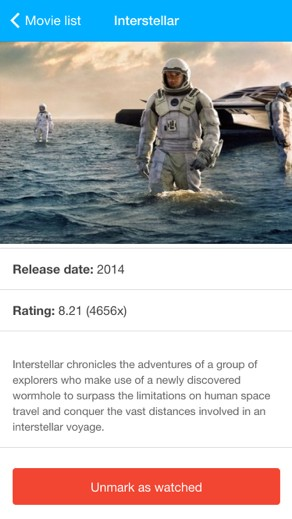 Movie list
Interstellar
Release date: 2014
Rating: 8.21 (4656x)
Interstellar chronicles the adventures of a group of
explorers who make use of a newly discovered
wormhole to surpass the limitations on human space
travel and conquer the vast distances involved in an
interstellar voyage.
Unmark as watched